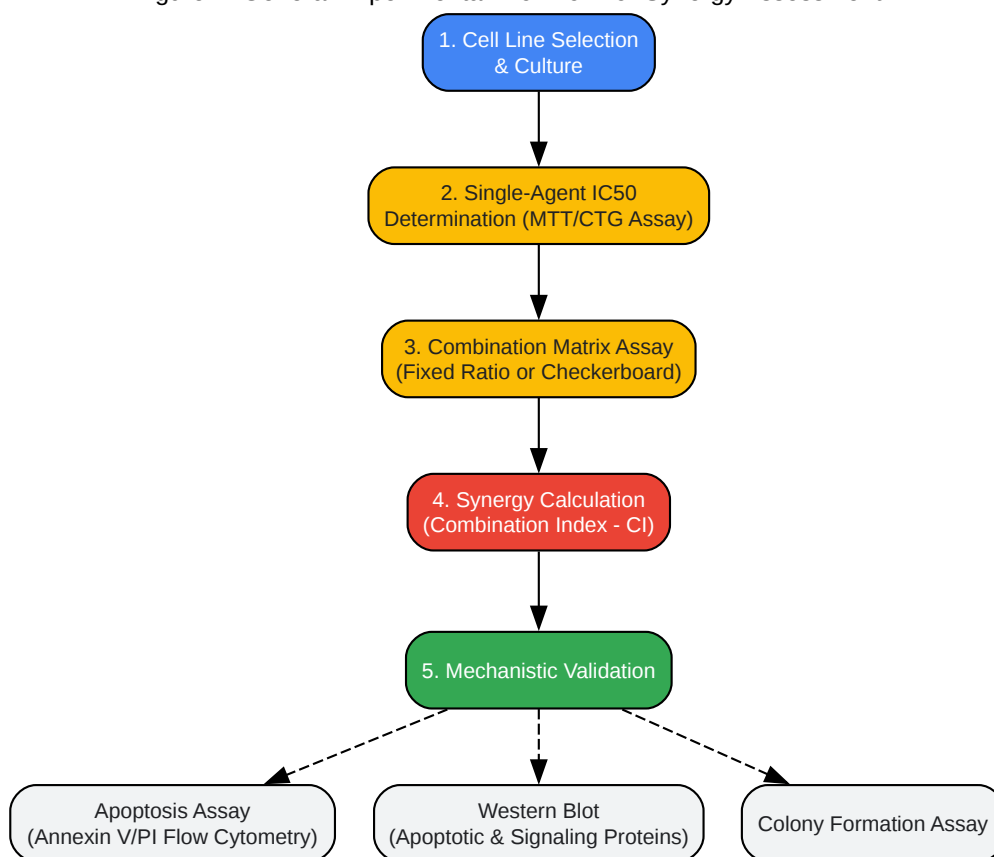 1. Cell Line Selection
& Culture
2. Single-Agent IC50
Determination (MTT/CTG Assay)
3. Combination Matrix Assay
(Fixed Ratio or Checkerboard)
4. Synergy Calculation
(Combination Index - CI)
5. Mechanistic Validation
Apoptosis Assay
(Annexin V/PI Flow Cytometry)
Western Blot
(Apoptotic & Signaling Proteins)
Colony Formation Assay